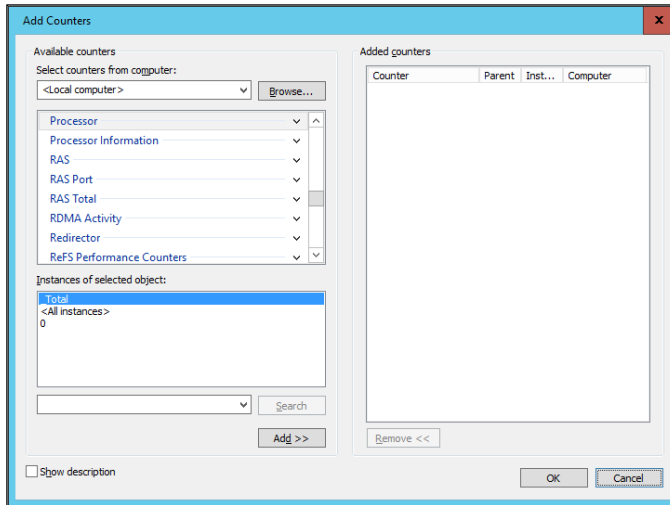 Add Counters
x
Available counters
Select counters from computer:
<Local computer>
Browse...
Processor
Processor Information
RAS
RAS Port
RAS Total
RDMA Activity
Redirector
ReFS Performance Counters
Instances of selected object:
_Total
<All instances>
0
Search
Add >>
Show description
Added counters
Counter Parent Inst... Computer
Remove <<
OK Cancel